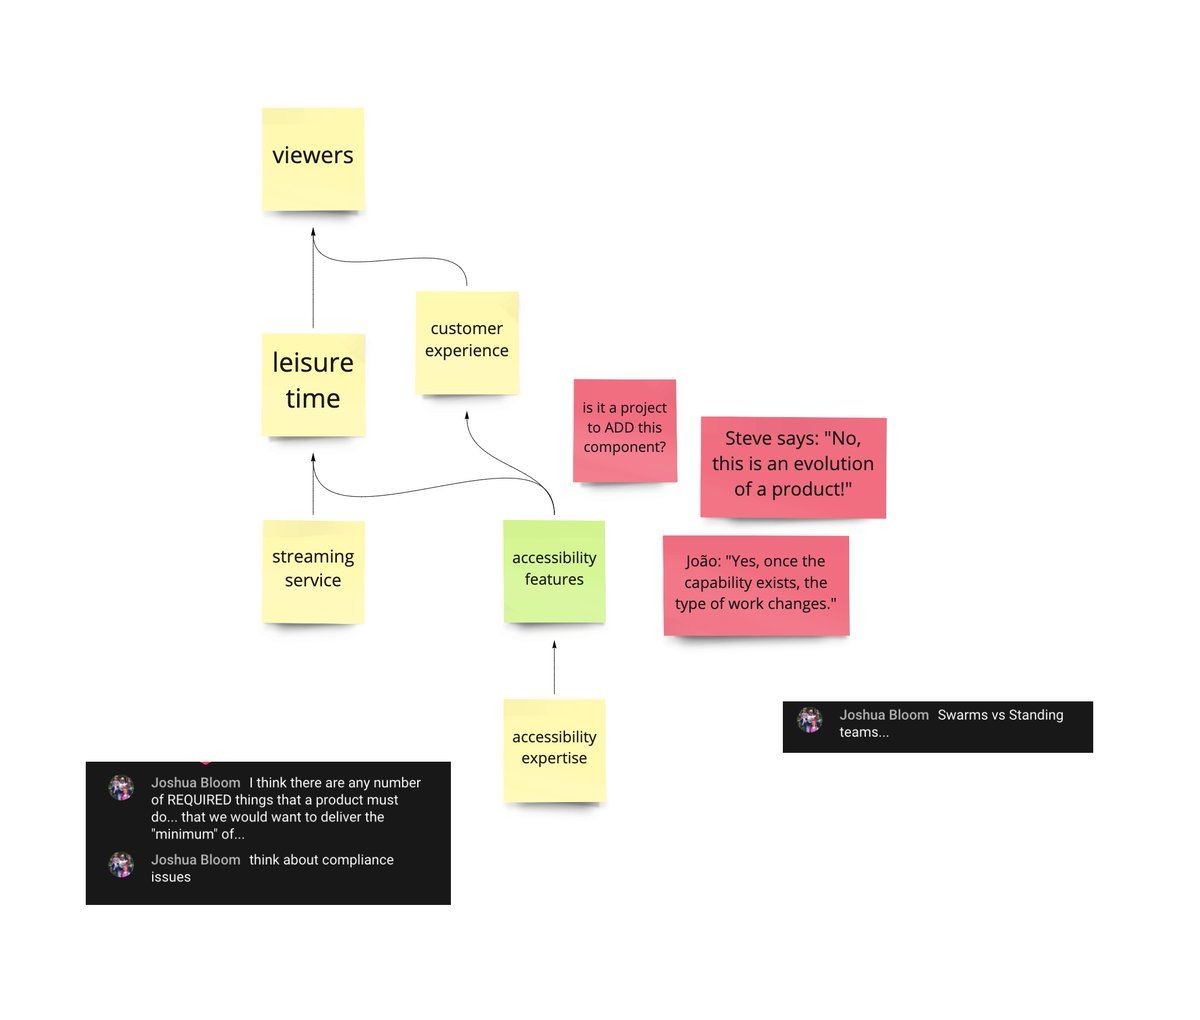 viewers
customer
experience
leisure
time
is it a project
to ADD this
component?
Steve says: "No,
this is an evolution
of a product!"
streaming
service
accessibility
features
João: "Yes, once the
capability exists, the
type of work changes."
accessibility
expertise
Joshua Bloom Swarms vs Standing
teams...
Joshua Bloom I think there are any number
of REQUIRED things that a product must
do... that we would want to deliver the
"minimum" of...
Joshua Bloom think about compliance
issues